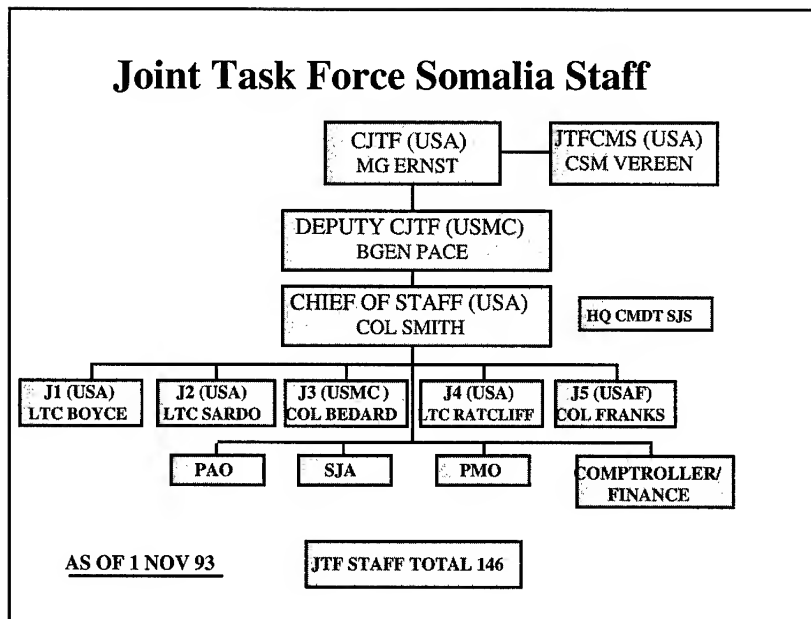 Joint Task Force Somalia Staff
CJTF (USA)
MG ERNST
JTFCMS (USA)
CSM VEREEN
DEPUTY CJTF (USMC)
BGEN PACE
CHIEF OF STAFF (USA)
COL SMITH
HQ CMDT SJS
J1 (USA)
LTC BOYCE
J2 (USA)
LTC SARDO
J3 (USMC )
COL BEDARD
J4 (USA)
LTC RATCLIFF
J5 (USAF)
COL FRANKS
PAO
SJA
PMO
COMPTROLLER/
FINANCE
AS OF 1 NOV 93
JTF STAFF TOTAL 146